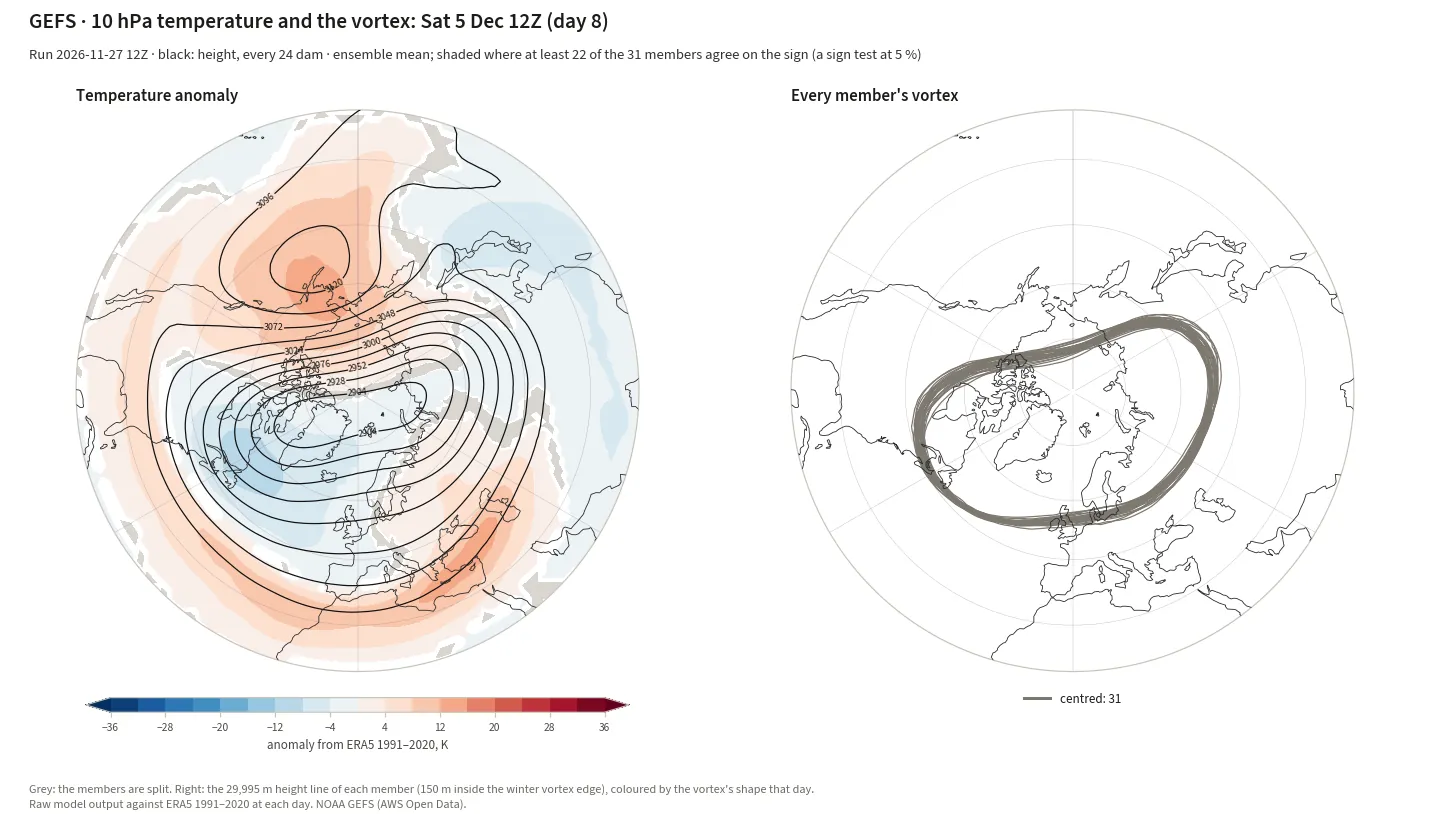 GEFS · 10 hPa temperature and the vortex: Sat 5 Dec 12Z (day 8)
Run 2026-11-27 12Z · black: height, every 24 dam · ensemble mean; shaded where at least 22 of the 31 members agree on the sign (a sign test at 5 %)
Temperature anomaly
Every member's vortex
3096
3072
3048
3024
3000
2976
2952
2928
2904
−36 −28 −20 −12 −4 4 12 20 28 36
anomaly from ERA5 1991–2020, K
centred: 31
Grey: the members are split. Right: the 29,995 m height line of each member (150 m inside the winter vortex edge), coloured by the vortex's shape that day.
Raw model output against ERA5 1991–2020 at each day. NOAA GEFS (AWS Open Data).